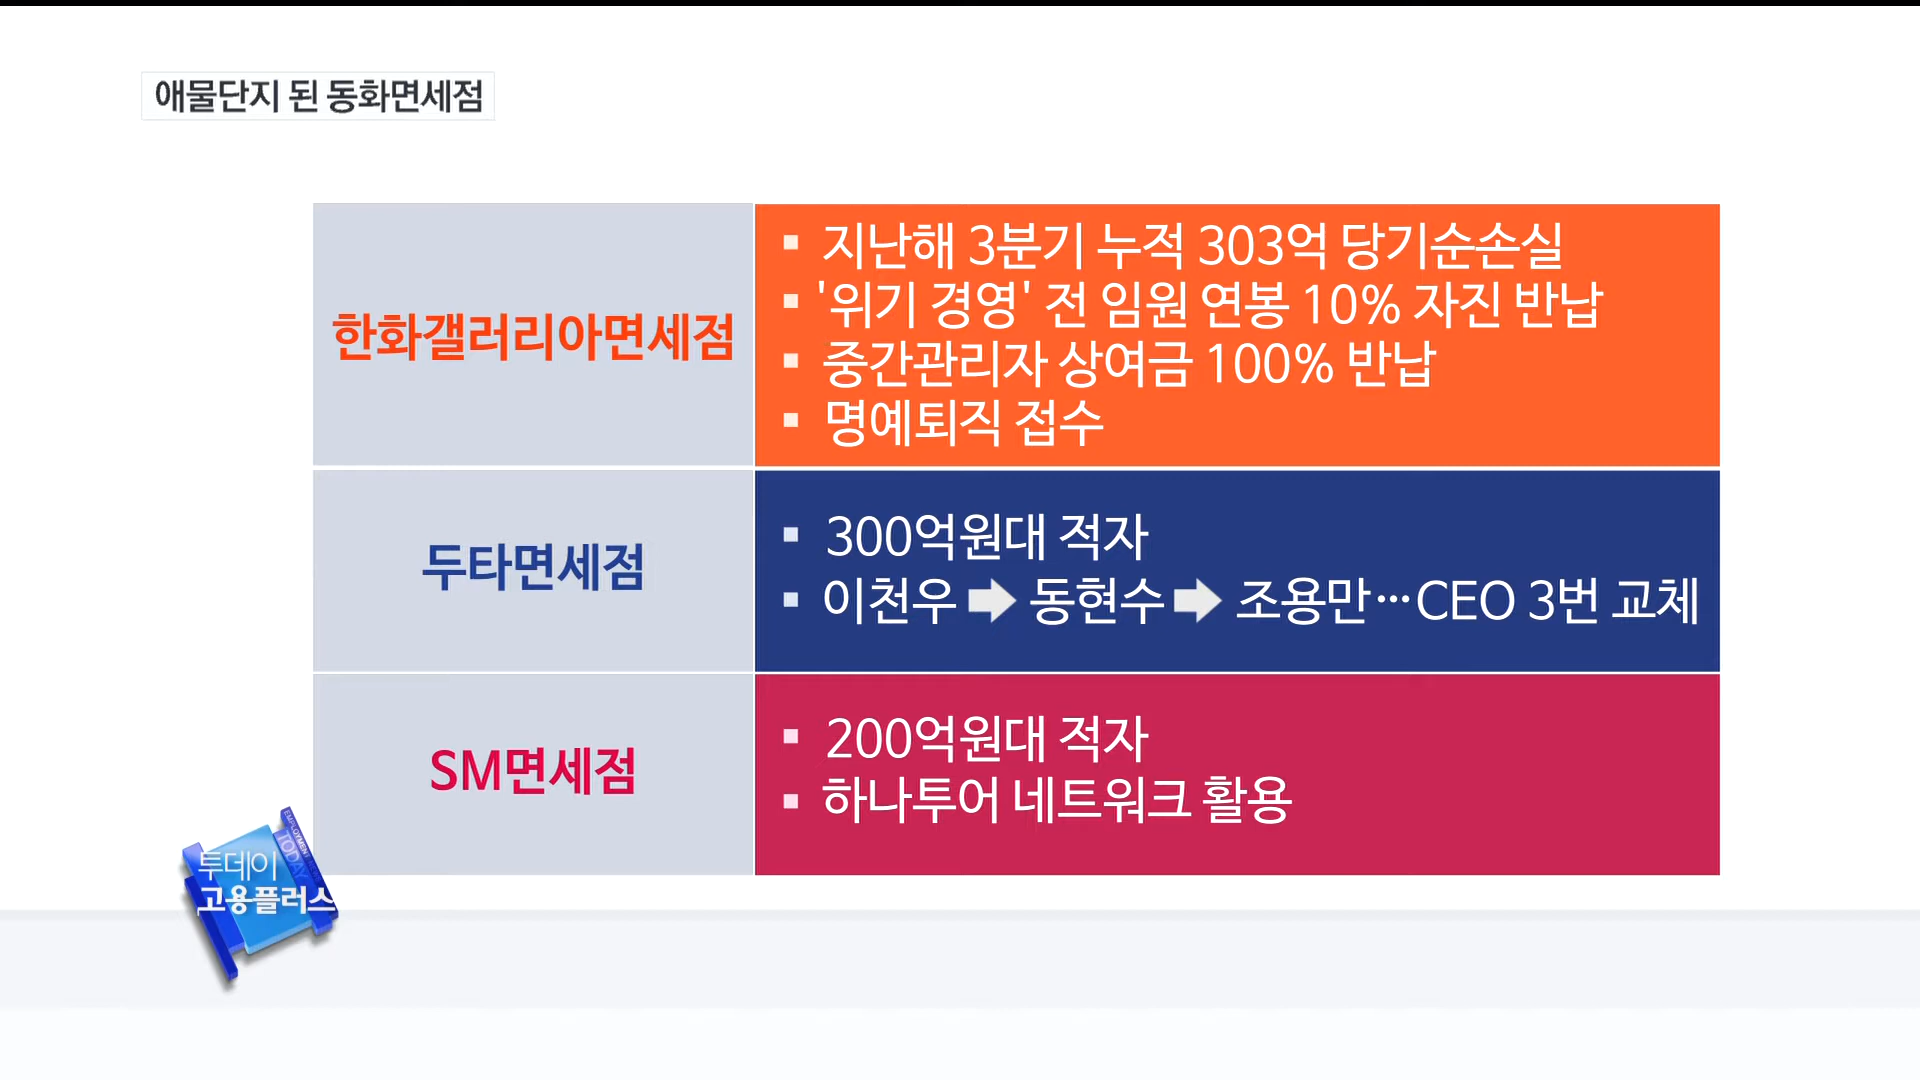 애물단지 된 동화면세점
한화갤러리아면세점
▪ 지난해 3분기 누적 303억 당기순손실
▪ '위기 경영' 전 임원 연봉 10% 자진 반납
▪ 중간관리자 상여금 100% 반납
▪ 명예퇴직 접수
두타면세점
▪ 300억원대 적자
▪ 이천우 ➡ 동현수 ➡ 조용만…CEO 3번 교체
SM면세점
▪ 200억원대 적자
▪ 하나투어 네트워크 활용
EMPLOYMENT
TODAY
투데이
고용플러스